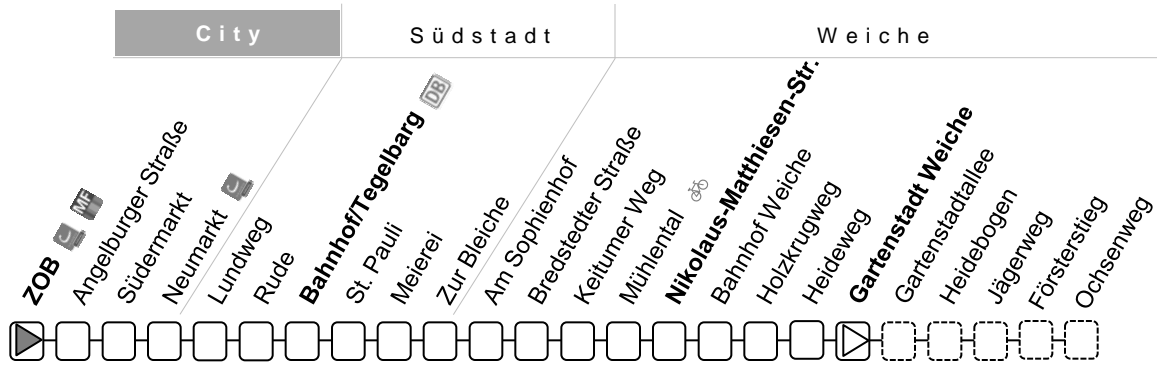 City
Südstadt
Weiche
ZOB
MF
Angelburger Straße
Südermarkt
Neumarkt
Lundweg
Rude
Bahnhof/Tegelbarg
DB
St. Pauli
Meierei
Zur Bleiche
Am Sophienhof
Bredstedter Straße
Keitumer Weg
Mühlental
Nikolaus-Matthiesen-Str.
Bahnhof Weiche
Holzkrugweg
Heideweg
Gartenstadt Weiche
Gartenstadtallee
Heidebogen
Jägerweg
Försterstieg
Ochsenweg